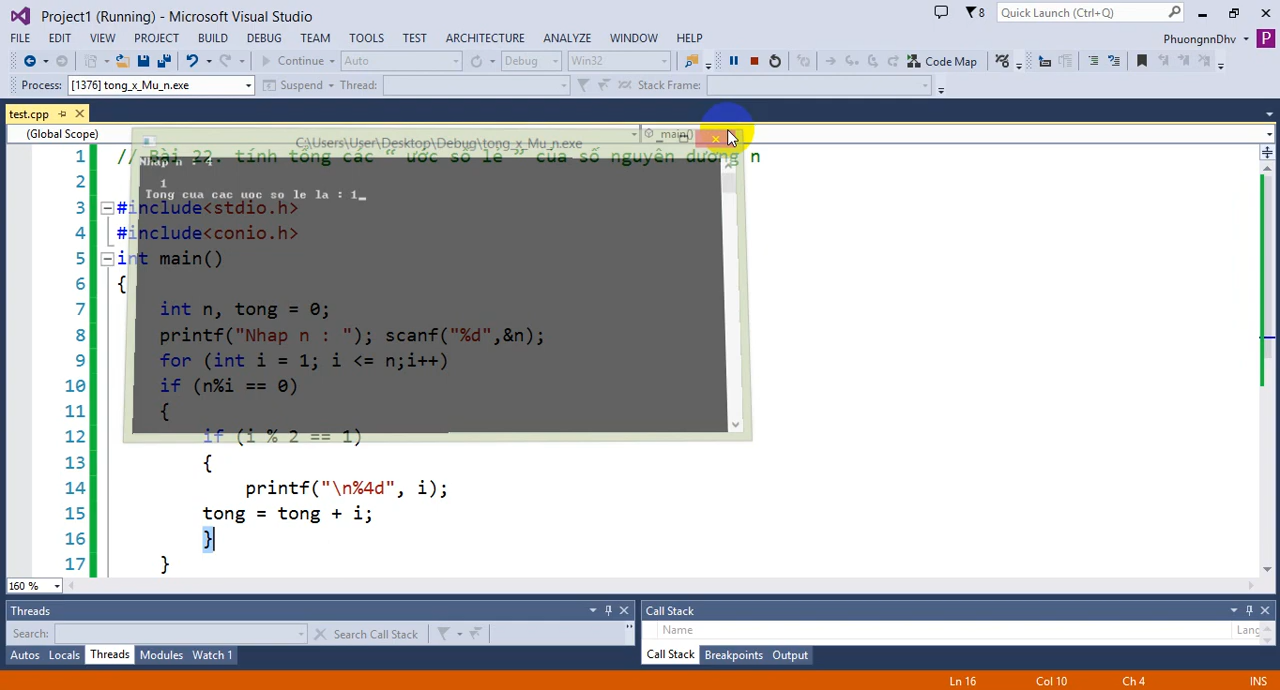 Project1 (Running) - Microsoft Visual Studio
8
Quick Launch (Ctrl+Q)
FILE EDIT VIEW PROJECT BUILD DEBUG TEAM TOOLS TEST ARCHITECTURE ANALYZE WINDOW HELP
PhuongnnDhv P
Continue Auto Debug Win32 Code Map
Process: [1376] tong_x_Mu_n.exe Suspend Thread: Stack Frame:
test.cpp
(Global Scope) main()
C:\Users\User\Desktop\Debug\tong_x_Mu_n.exe
Nhap n : 4
1
Tong cua cac uoc so le la : 1_
1 // Bài 22. tính tổng các “ ước số lẻ ” của số nguyên dương n
2
3 #include<stdio.h>
4 #include<conio.h>
5 int main()
6 {
7 int n, tong = 0;
8 printf("Nhap n : "); scanf("%d",&n);
9 for (int i = 1; i <= n;i++)
10 if (n%i == 0)
11 {
12 if (i % 2 == 1)
13 {
14 printf("\n%4d", i);
15 tong = tong + i;
16 }
17 }
160 %
Threads
Search: Search Call Stack
Autos Locals Threads Modules Watch 1
Call Stack
Name Lang
Call Stack Breakpoints Output
Ln 16 Col 10 Ch 4 INS